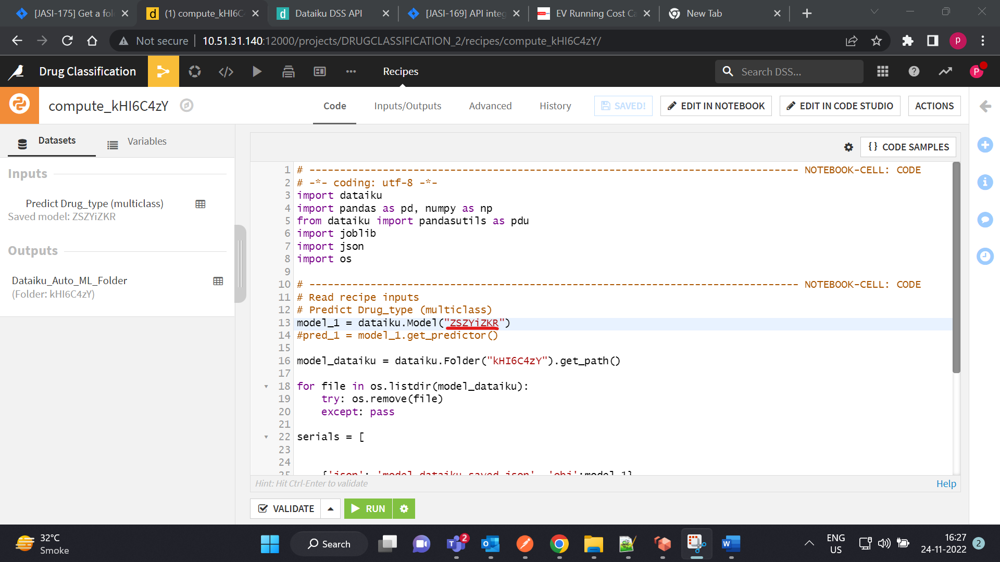 [JASI-175] Get a fol
(1) compute_kHI6C
Dataiku DSS API
[JASI-169] API integ
EV Running Cost Ca
New Tab
Not secure
10.51.31.140:12000/projects/DRUGCLASSIFICATION_2/recipes/compute_kHI6C4zY/
P
Drug Classification
Recipes
Search DSS...
P
compute_kHI6C4zY
Code
Inputs/Outputs
Advanced
History
SAVED!
EDIT IN NOTEBOOK
EDIT IN CODE STUDIO
ACTIONS
Datasets
Variables
{} CODE SAMPLES
Inputs
Predict Drug_type (multiclass)
Saved model: ZSZYiZKR
Outputs
Dataiku_Auto_ML_Folder
(Folder: kHI6C4zY)
1 # -------------------------------------------------------------------------------- NOTEBOOK-CELL: CODE
2 # -*- coding: utf-8 -*-
3 import dataiku
4 import pandas as pd, numpy as np
5 from dataiku import pandasutils as pdu
6 import joblib
7 import json
8 import os
9
10 # -------------------------------------------------------------------------------- NOTEBOOK-CELL: CODE
11 # Read recipe inputs
12 # Predict Drug_type (multiclass)
13 model_1 = dataiku.Model("ZSZYiZKR")
14 #pred_1 = model_1.get_predictor()
15
16 model_dataiku = dataiku.Folder("kHI6C4zY").get_path()
17
18 for file in os.listdir(model_dataiku):
19 try: os.remove(file)
20 except: pass
21
22 serials = [
23
24
25 {'json': 'model_dataiku_saved.json', 'obj':model_1}
Hint: Hit Ctrl-Enter to validate
Help
VALIDATE
RUN
32°C
Smoke
Search
2
ENG
US
16:27
24-11-2022
2